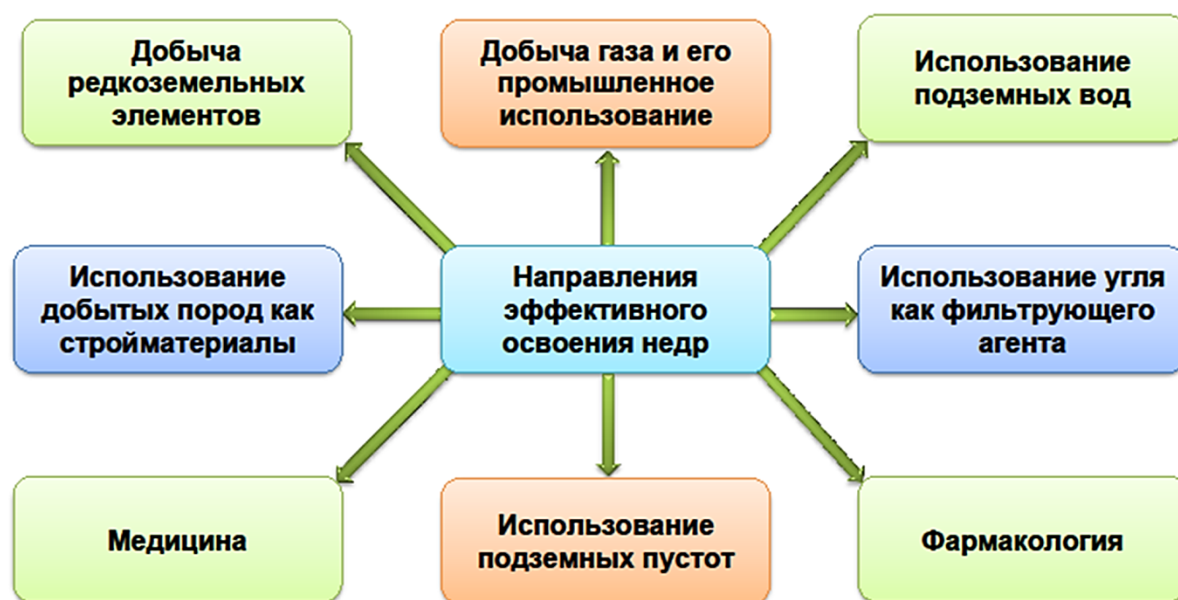 Добыча
редкоземельных
элементов
Добыча газа и его
промышленное
использование
Использование
подземных вод
Использование
добытых пород как
стройматериалы
Направления
эффективного
освоения недр
Использование угля
как фильтрующего
агента
Медицина
Использование
подземных пустот
Фармакология